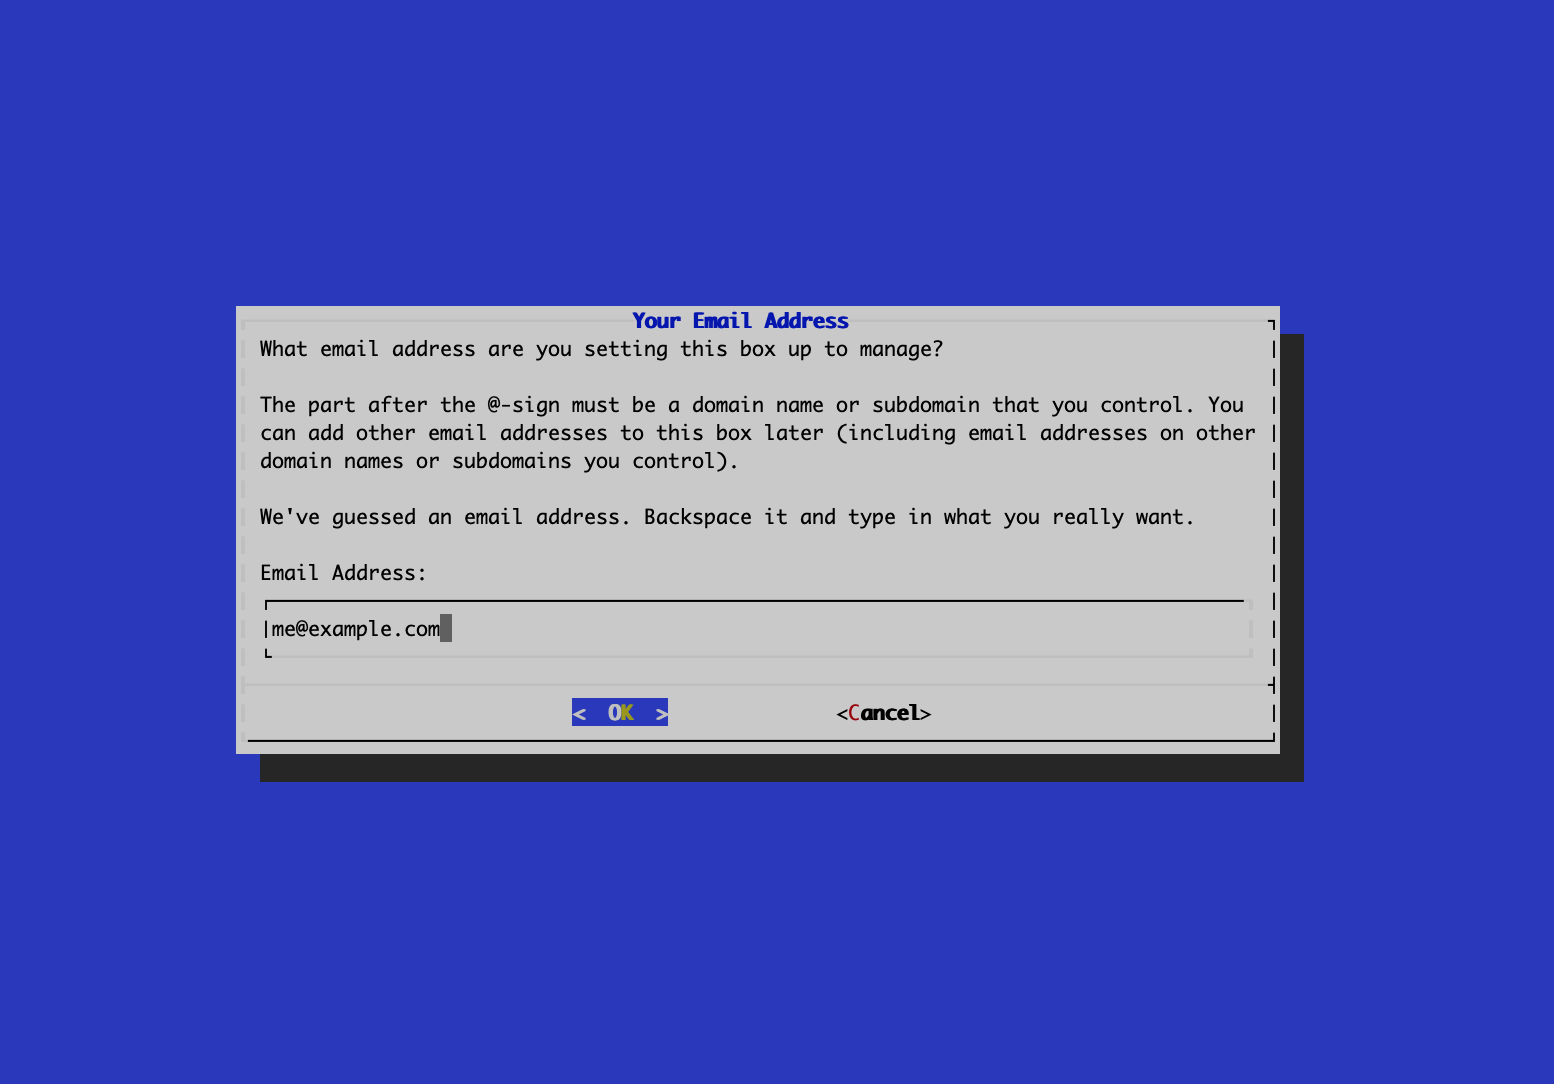 Your Email Address
What email address are you setting this box up to manage?
The part after the @-sign must be a domain name or subdomain that you control. You
can add other email addresses to this box later (including email addresses on other
domain names or subdomains you control).
We've guessed an email address. Backspace it and type in what you really want.
Email Address:
me@example.com
<  OK  > <Cancel>